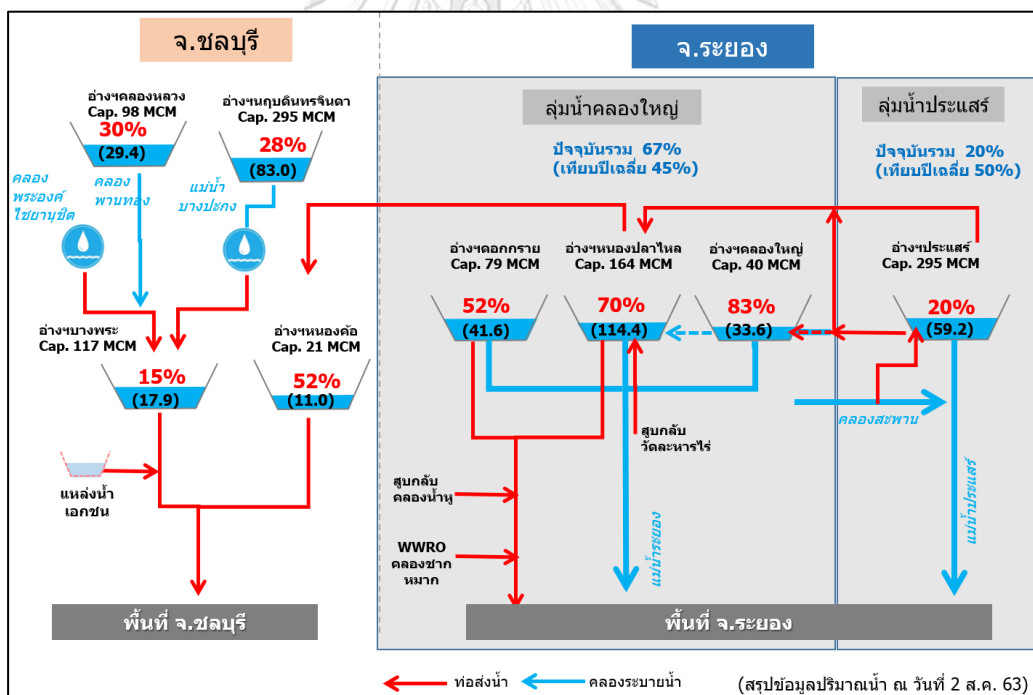 จ.ชลบุรี
จ.ระยอง
อ่างฯคลองหลวง
Cap. 98 MCM
30%
(29.4)
อ่างฯนฤบดินทรจินดา
Cap. 295 MCM
28%
(83.0)
คลอง
พระองค์
ไชยานุชิต
คลอง
พานทอง
แม่น้ำ
บางปะกง
อ่างฯบางพระ
Cap. 117 MCM
15%
(17.9)
อ่างฯหนองค้อ
Cap. 21 MCM
52%
(11.0)
แหล่งน้ำ
เอกชน
พื้นที่ จ.ชลบุรี
ลุ่มน้ำคลองใหญ่
ปัจจุบันรวม 67%
(เทียบปีเฉลี่ย 45%)
ลุ่มน้ำประแสร์
ปัจจุบันรวม 20%
(เทียบปีเฉลี่ย 50%)
อ่างฯดอกกราย
Cap. 79 MCM
52%
(41.6)
อ่างฯหนองปลาไหล
Cap. 164 MCM
70%
(114.4)
อ่างฯคลองใหญ่
Cap. 40 MCM
83%
(33.6)
อ่างฯประแสร์
Cap. 295 MCM
20%
(59.2)
คลองสะพาน
สูบกลับ
วัดละหารไร่
สูบกลับ
คลองน้ำหู
WWRO
คลองซาก
หมาก
แม่น้ำระยอง
แม่น้ำประแสร์
พื้นที่ จ.ระยอง
ท่อส่งน้ำ
คลองระบายน้ำ
(สรุปข้อมูลปริมาณน้ำ ณ วันที่ 2 ส.ค. 63)